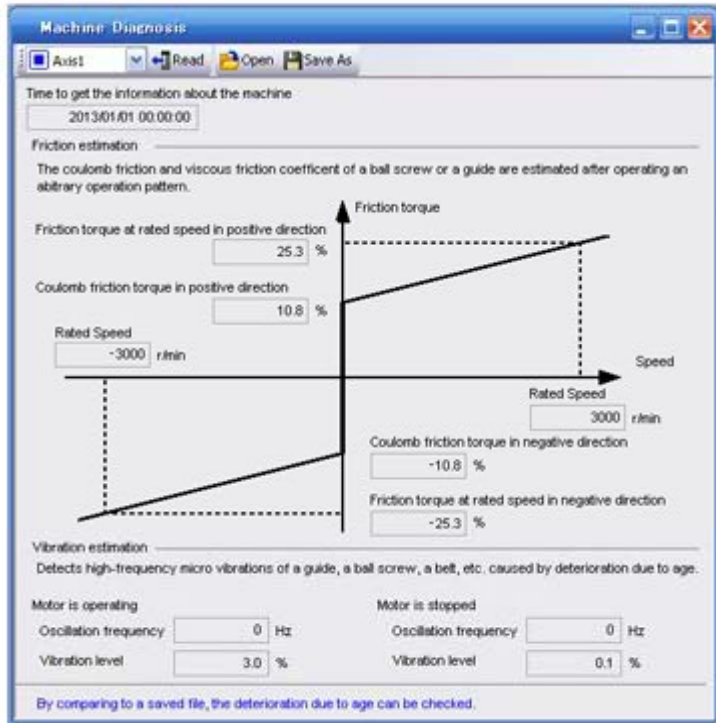 Machine Diagnosis
Axis1 Read Open Save As
Time to get the information about the machine
2013/01/01 00:00:00
Friction estimation
The coulomb friction and viscous friction coefficent of a ball screw or a guide are estimated after operating an
abitrary operation pattern.
Friction torque
Friction torque at rated speed in positive direction
25.3 %
Coulomb friction torque in positive direction
10.8 %
Rated Speed
-3000 r/min
Speed
Rated Speed
3000 r/min
Coulomb friction torque in negative direction
-10.8 %
Friction torque at rated speed in negative direction
-25.3 %
Vibration estimation
Detects high-frequency micro vibrations of a guide, a ball screw, a belt, etc. caused by deterioration due to age.
Motor is operating
Oscillation frequency 0 Hz
Vibration level 3.0 %
Motor is stopped
Oscillation frequency 0 Hz
Vibration level 0.1 %
By comparing to a saved file, the deterioration due to age can be checked.